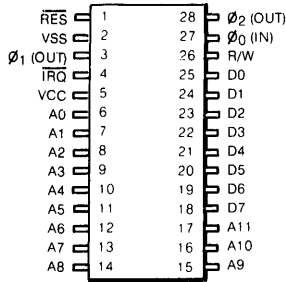 RES 1 28 Ø2 (OUT)
VSS 2 27 Ø0 (IN)
Ø1 (OUT) 3 26 R/W
IRQ 4 25 D0
VCC 5 24 D1
A0 6 23 D2
A1 7 22 D3
A2 8 21 D4
A3 9 20 D5
A4 10 19 D6
A5 11 18 D7
A6 12 17 A11
A7 13 16 A10
A8 14 15 A9